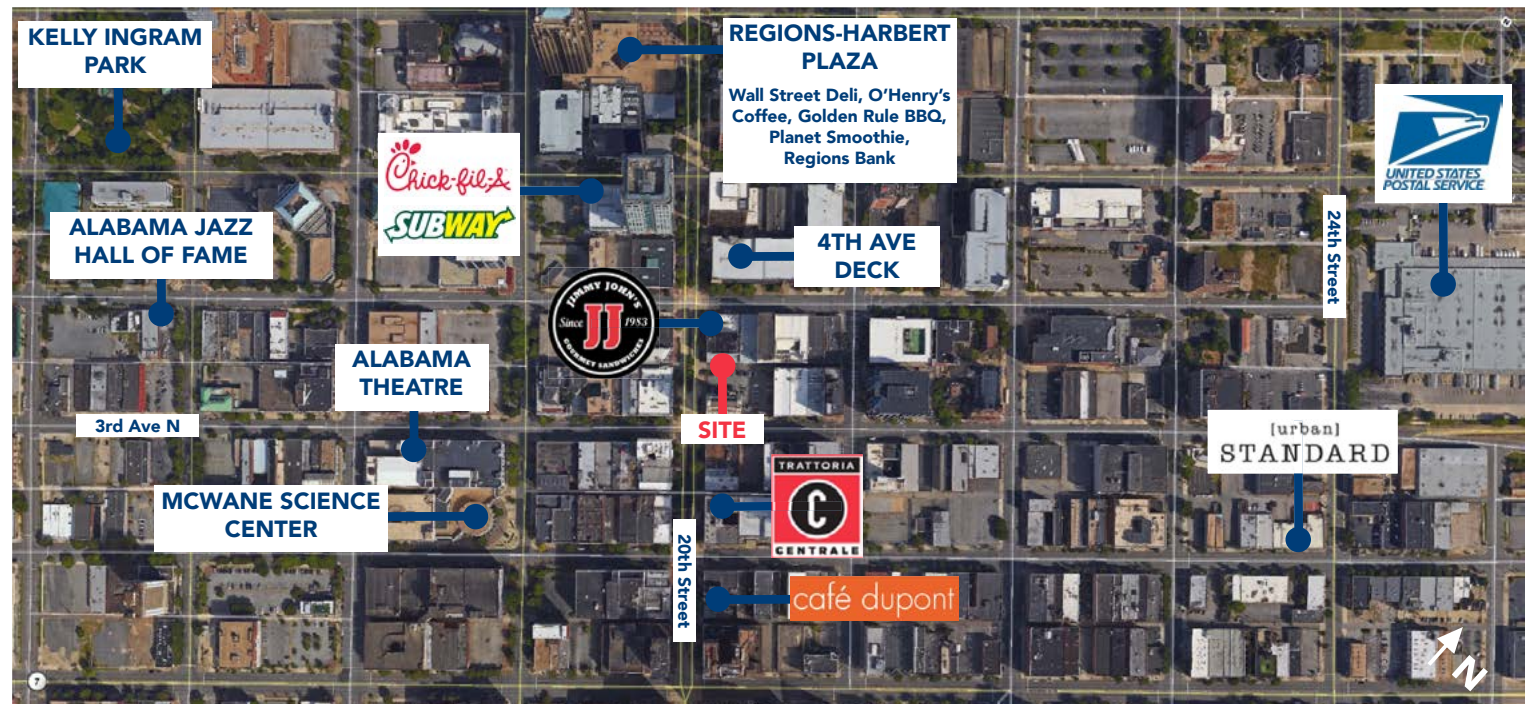 KELLY INGRAM
PARK
REGIONS-HARBERT
PLAZA
Wall Street Deli, O'Henry's
Coffee, Golden Rule BBQ,
Planet Smoothie,
Regions Bank
Chick-fil-A
SUBWAY
UNITED STATES
POSTAL SERVICE
ALABAMA JAZZ
HALL OF FAME
4TH AVE
DECK
24th Street
JIMMY JOHN'S
Since JJ 1983
GOURMET SANDWICHES
ALABAMA
THEATRE
3rd Ave N
SITE
[urban]
STANDARD
TRATTORIA
C
CENTRALE
MCWANE SCIENCE
CENTER
20th Street
café dupont
N
7